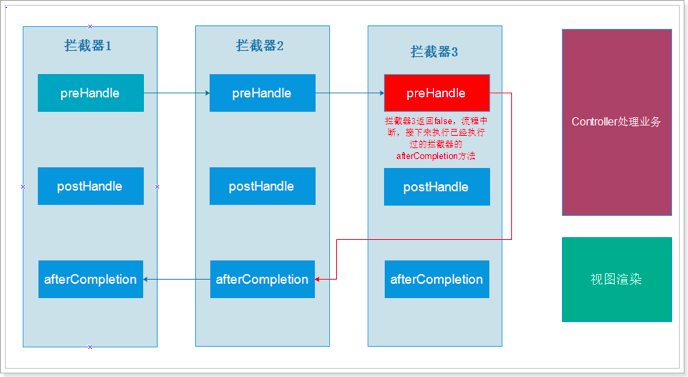 拦截器1
拦截器2
拦截器3
preHandle
preHandle
preHandle
拦截器3返回false，流程中
断，接下来执行已经执行
过的拦截器的
afterCompletion方法
Controller处理业务
postHandle
postHandle
postHandle
afterCompletion
afterCompletion
afterCompletion
视图渲染